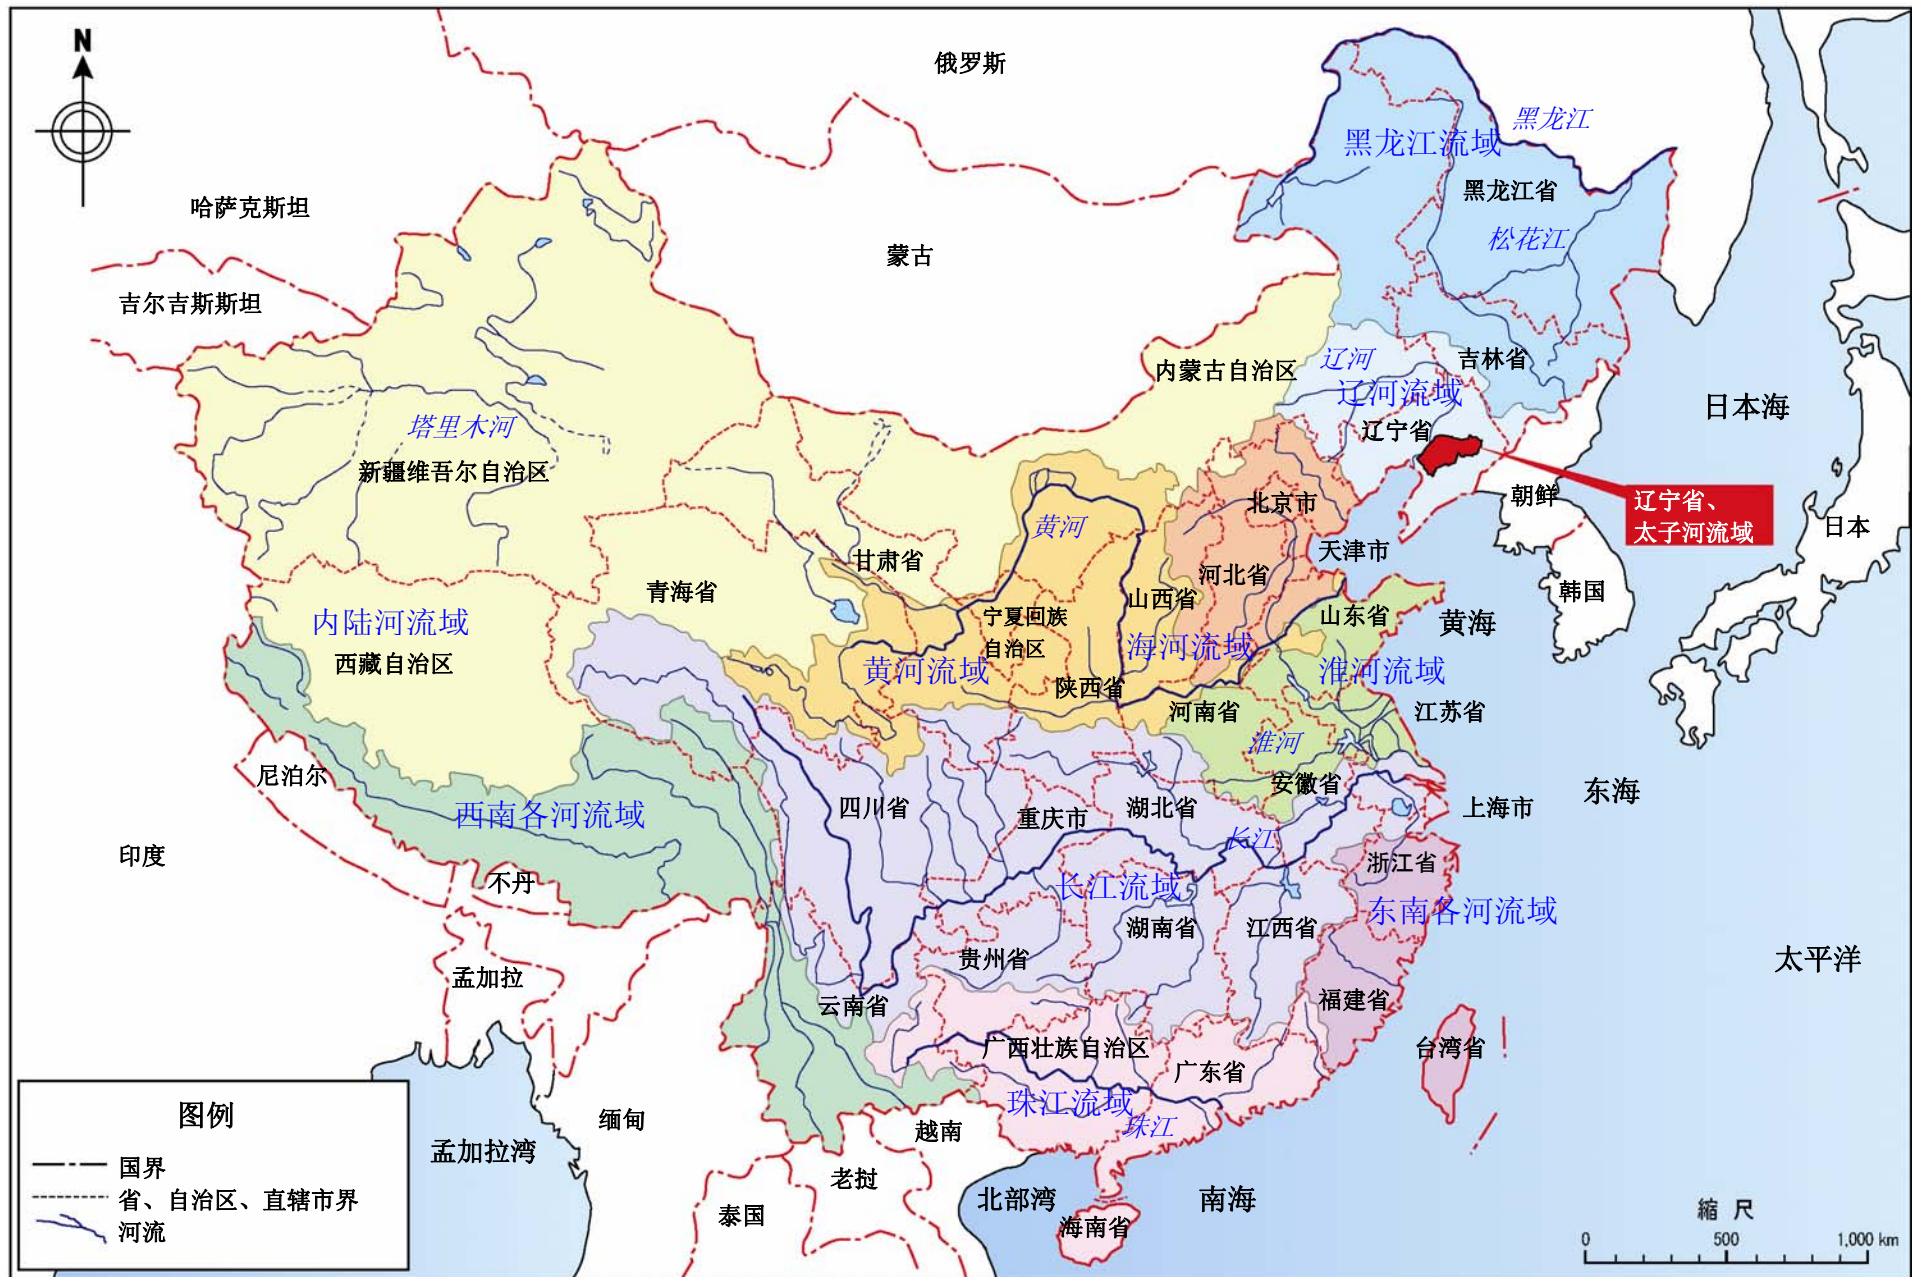 N
俄罗斯
黑龙江
黑龙江流域
黑龙江省
哈萨克斯坦
松花江
蒙古
吉尔吉斯斯坦
内蒙古自治区
辽河
吉林省
辽河流域
日本海
塔里木河
辽宁省
新疆维吾尔自治区
北京市
朝鲜
辽宁省、
太子河流域
黄河
日本
天津市
甘肃省
河北省
青海省
韩国
山西省
宁夏回族
自治区
山东省
黄海
内陆河流域
海河流域
西藏自治区
黄河流域
淮河流域
陕西省
河南省
江苏省
淮河
尼泊尔
安徽省
四川省
湖北省
上海市
东海
西南各河流域
重庆市
长江
印度
浙江省
不丹
长江流域
东南各河流域
湖南省
江西省
贵州省
太平洋
孟加拉
云南省
福建省
广西壮族自治区
台湾省
广东省
珠江流域
珠江
图例
缅甸
越南
孟加拉湾
国界
老挝
省、自治区、直辖市界
北部湾
南海
泰国
海南省
河流
縮 尺
0 500 1,000 km